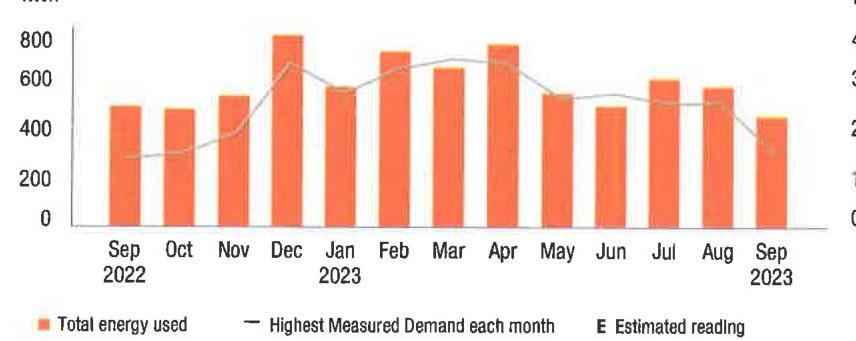 800
600
400
200
0
Sep Oct Nov Dec Jan Feb Mar Apr May Jun Jul Aug Sep
2022 2023 2023
Total energy used Highest Measured Demand each month E Estimated reading